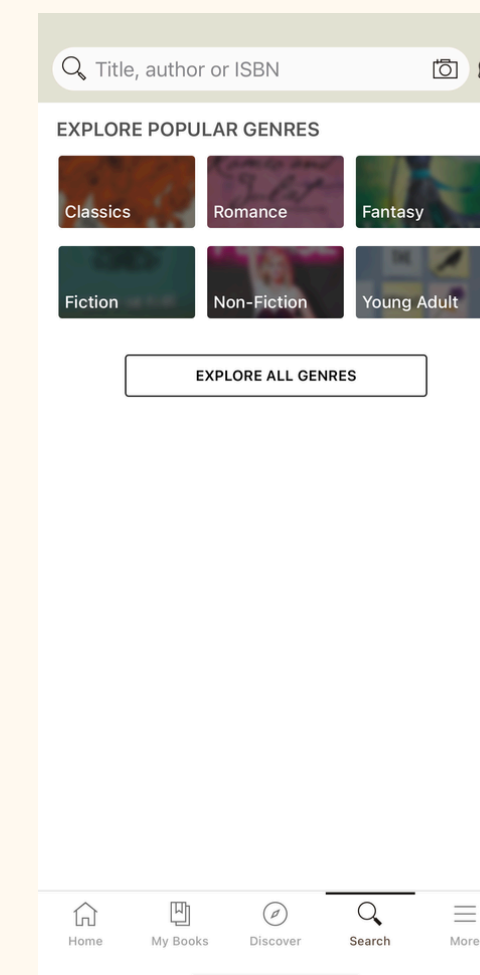 Title, author or ISBN
EXPLORE POPULAR GENRES
Classics
Romance
Fantasy
Fiction
Non-Fiction
Young Adult
EXPLORE ALL GENRES
Home
My Books
Discover
Search
More